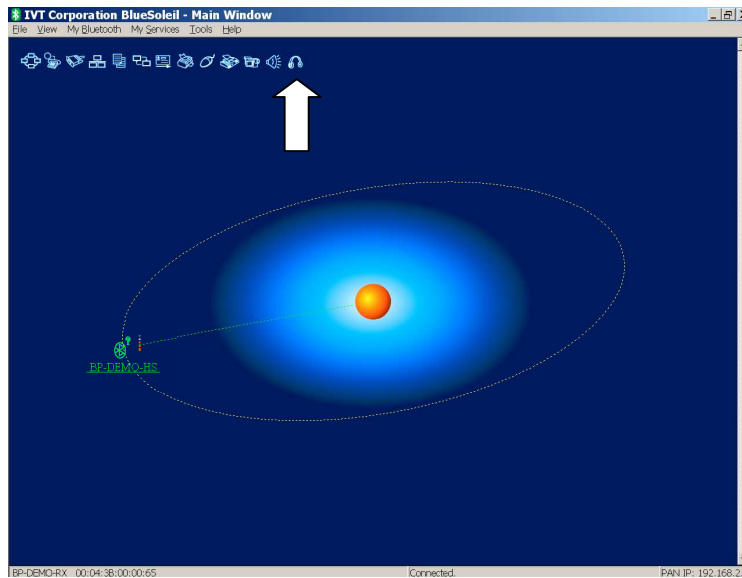 IVT Corporation BlueSoleil - Main Window
File View My Bluetooth My Services Tools Help
BP-DEMO-HS
BP-DEMO-RX 00:04:3B:00:00:65 Connected. PAN IP: 192.168.2